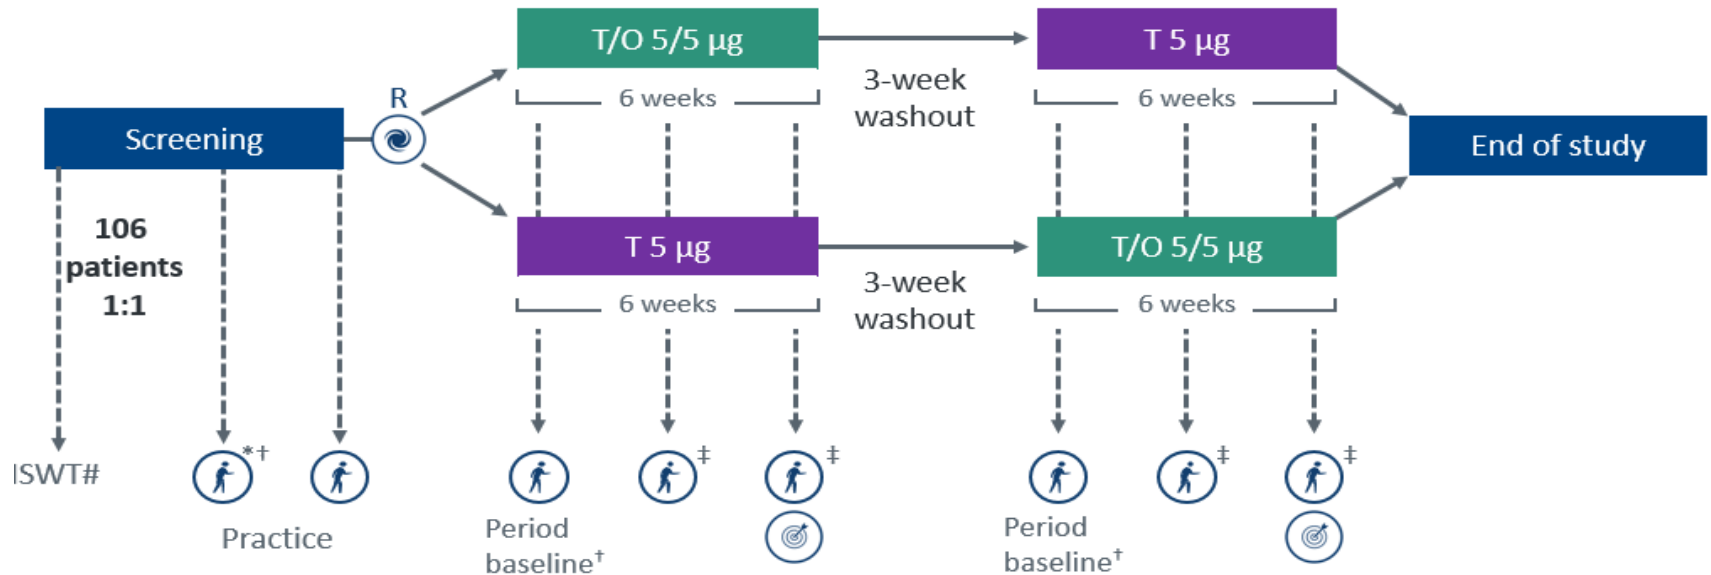 T/O 5/5 µg
T 5 µg
6 weeks
3-week
washout
6 weeks
R
Screening
End of study
106
patients
1:1
T 5 µg
T/O 5/5 µg
6 weeks
3-week
washout
6 weeks
ISWT#
*†
‡
‡
‡
‡
Practice
Period
baseline†
Period
baseline†